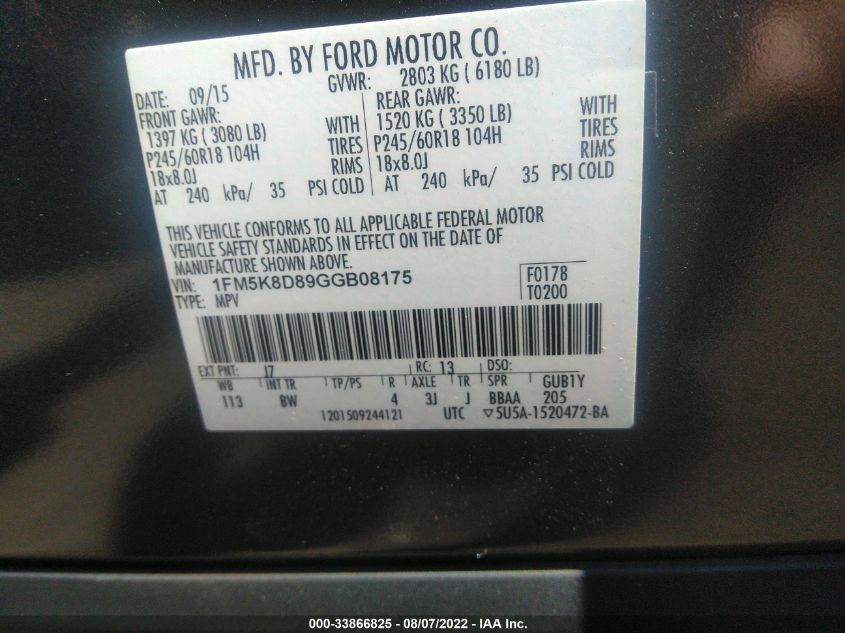 MFD. BY FORD MOTOR CO.
DATE: 09/15 GVWR: 2803 KG ( 6180 LB)
FRONT GAWR: REAR GAWR:
1397 KG ( 3080 LB) WITH 1520 KG ( 3350 LB) WITH
P245/60R18 104H TIRES P245/60R18 104H TIRES
18x8.0J RIMS 18x8.0J RIMS
AT 240 kPa/ 35 PSI COLD AT 240 kPa/ 35 PSI COLD
THIS VEHICLE CONFORMS TO ALL APPLICABLE FEDERAL MOTOR
VEHICLE SAFETY STANDARDS IN EFFECT ON THE DATE OF
MANUFACTURE SHOWN ABOVE.
VIN: 1FM5K8D89GGB08175 F0178
TYPE: MPV T0200
EXT PNT: J7 RC: 13 DSO:
WB INT TR TP/PS R AXLE TR SPR GUB1Y
113 BW 4 3J J BBAA 205
1201509244121 UTC ▽5U5A-1520472-BA
000-33866825 - 08/07/2022 - IAA Inc.